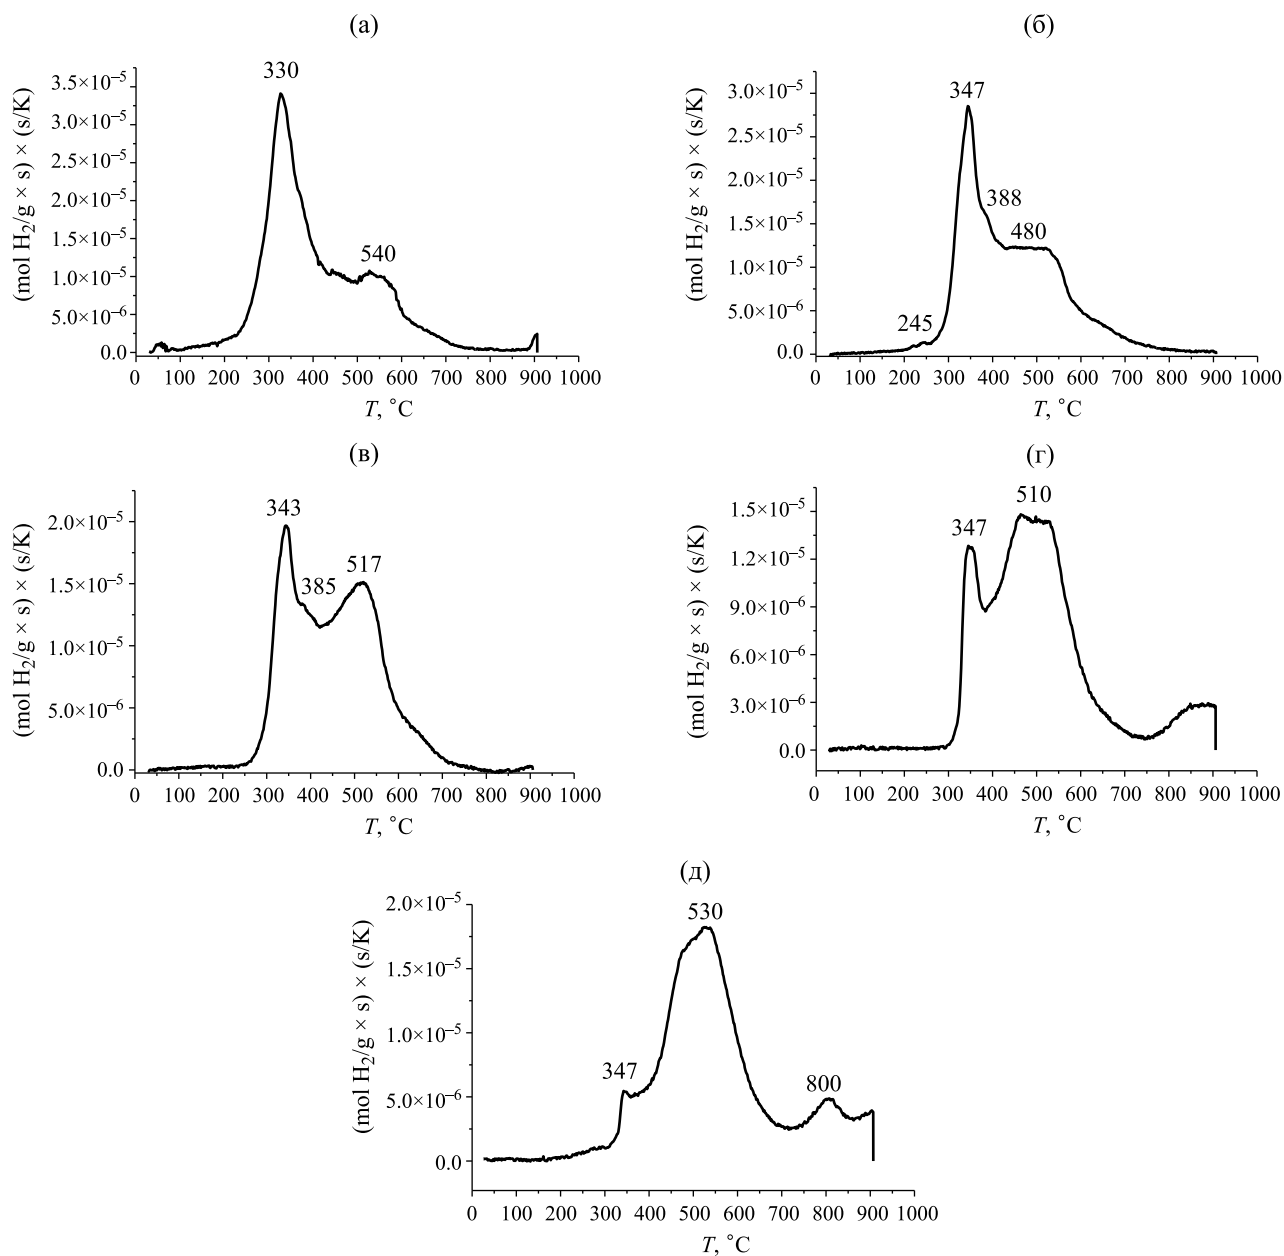 (а)
330
540
3.5×10⁻⁵
3.0×10⁻⁵
2.5×10⁻⁵
2.0×10⁻⁵
1.5×10⁻⁵
1.0×10⁻⁵
5.0×10⁻⁶
0.0
(mol H₂/g × s) × (s/K)
0 100 200 300 400 500 600 700 800 900 1000
T, °C
(б)
347
388
480
245
3.0×10⁻⁵
2.5×10⁻⁵
2.0×10⁻⁵
1.5×10⁻⁵
1.0×10⁻⁵
5.0×10⁻⁶
0.0
(mol H₂/g × s) × (s/K)
0 100 200 300 400 500 600 700 800 900 1000
T, °C
(в)
343
385
517
2.0×10⁻⁵
1.5×10⁻⁵
1.0×10⁻⁵
5.0×10⁻⁶
0.0
(mol H₂/g × s) × (s/K)
0 100 200 300 400 500 600 700 800 900 1000
T, °C
(г)
347
510
1.5×10⁻⁵
1.2×10⁻⁵
9.0×10⁻⁶
6.0×10⁻⁶
3.0×10⁻⁶
0.0
(mol H₂/g × s) × (s/K)
0 100 200 300 400 500 600 700 800 900 1000
T, °C
(д)
530
347
800
2.0×10⁻⁵
1.5×10⁻⁵
1.0×10⁻⁵
5.0×10⁻⁶
0.0
(mol H₂/g × s) × (s/K)
0 100 200 300 400 500 600 700 800 900 1000
T, °C